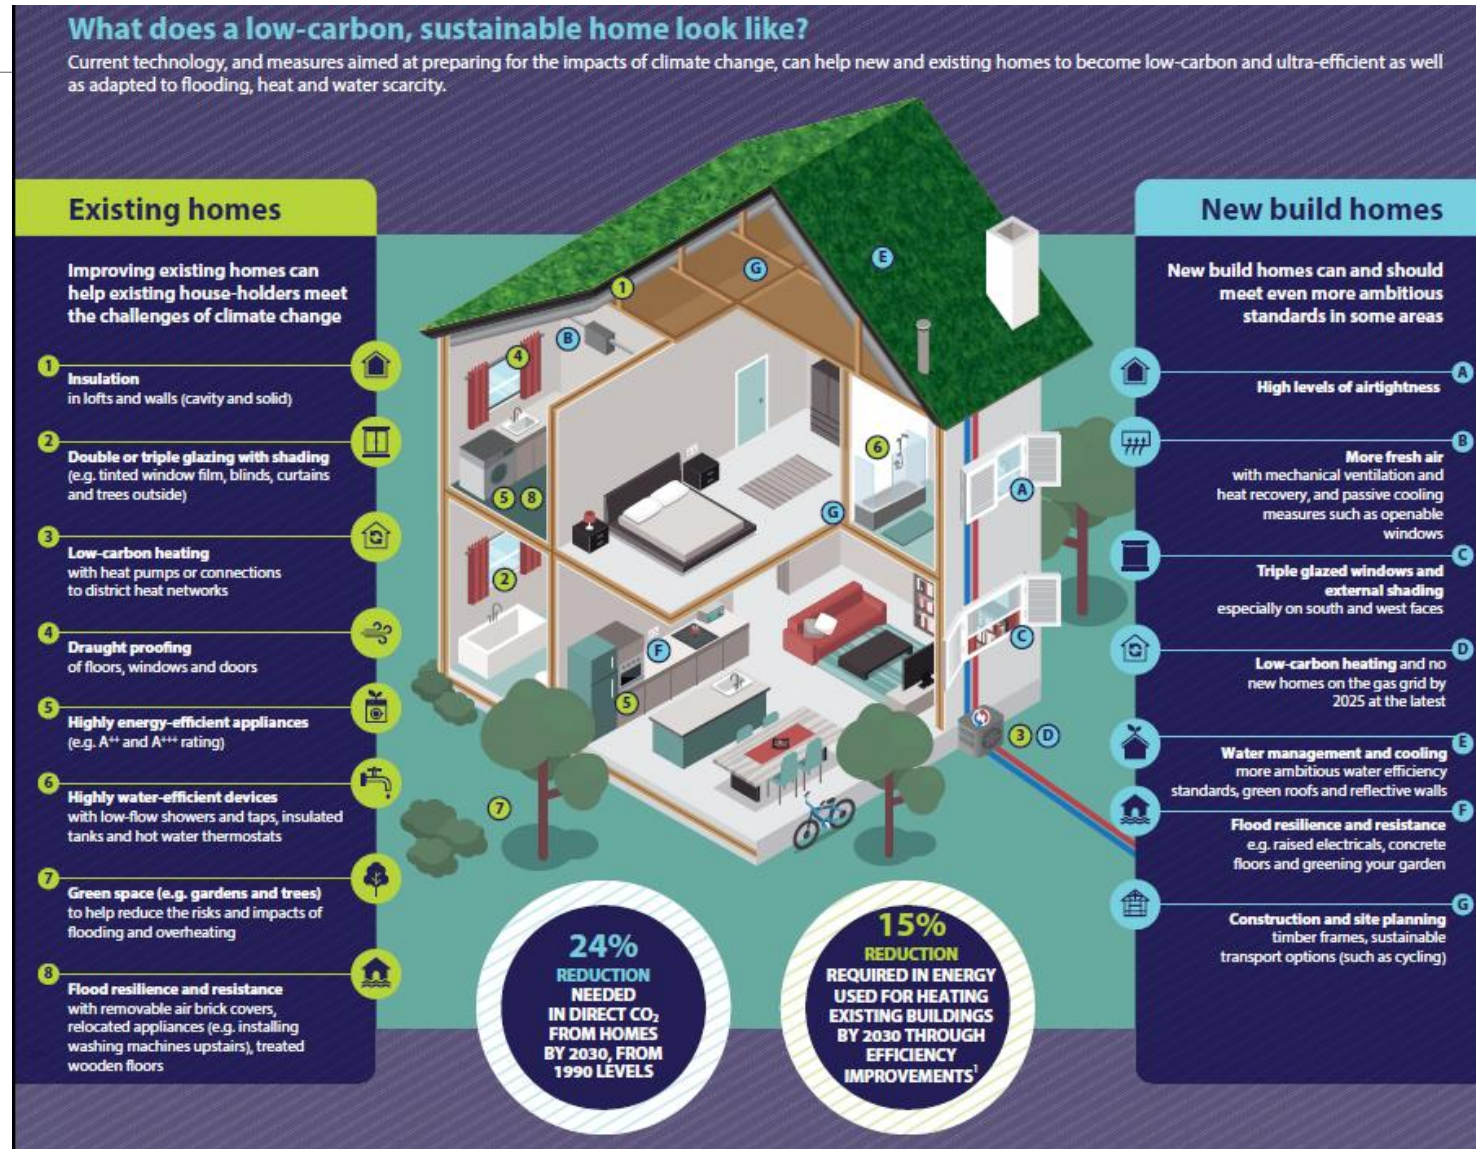 What does a low-carbon, sustainable home look like?
Current technology, and measures aimed at preparing for the impacts of climate change, can help new and existing homes to become low-carbon and ultra-efficient as well
as adapted to flooding, heat and water scarcity.
Existing homes
Improving existing homes can
help existing house-holders meet
the challenges of climate change
1
Insulation
in lofts and walls (cavity and solid)
2
Double or triple glazing with shading
(e.g. tinted window film, blinds, curtains
and trees outside)
3
Low-carbon heating
with heat pumps or connections
to district heat networks
4
Draught proofing
of floors, windows and doors
5
Highly energy-efficient appliances
(e.g. A⁺⁺ and A⁺⁺⁺ rating)
6
Highly water-efficient devices
with low-flow showers and taps, insulated
tanks and hot water thermostats
7
Green space (e.g. gardens and trees)
to help reduce the risks and impacts of
flooding and overheating
8
Flood resilience and resistance
with removable air brick covers,
relocated appliances (e.g. installing
washing machines upstairs), treated
wooden floors
G
E
1
B
4
6
5 8
G
A
2
F
C
5
3 D
7
24%
REDUCTION
NEEDED
IN DIRECT CO₂
FROM HOMES
BY 2030, FROM
1990 LEVELS
15%
REDUCTION
REQUIRED IN ENERGY
USED FOR HEATING
EXISTING BUILDINGS
BY 2030 THROUGH
EFFICIENCY
IMPROVEMENTS¹
New build homes
New build homes can and should
meet even more ambitious
standards in some areas
A
High levels of airtightness
B
More fresh air
with mechanical ventilation and
heat recovery, and passive cooling
measures such as openable
windows
C
Triple glazed windows and
external shading
especially on south and west faces
D
Low-carbon heating and no
new homes on the gas grid by
2025 at the latest
E
Water management and cooling
more ambitious water efficiency
standards, green roofs and reflective walls
F
Flood resilience and resistance
e.g. raised electricals, concrete
floors and greening your garden
G
Construction and site planning
timber frames, sustainable
transport options (such as cycling)